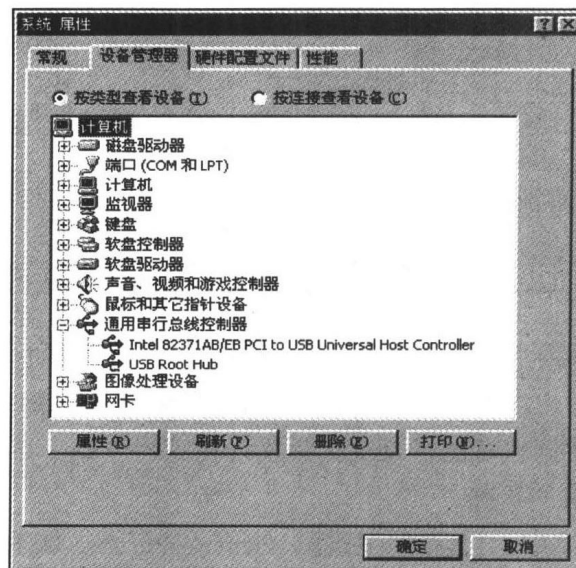 系统 属性
常规 设备管理器 硬件配置文件 性能
按类型查看设备(T) 按连接查看设备(C)
计算机
磁盘驱动器
端口 (COM 和 LPT)
计算机
监视器
键盘
软盘控制器
软盘驱动器
声音、视频和游戏控制器
鼠标和其它指针设备
通用串行总线控制器
Intel 82371AB/EB PCI to USB Universal Host Controller
USB Root Hub
图像处理设备
网卡
属性(R) 刷新(F) 删除(E) 打印(N)...
确定 取消